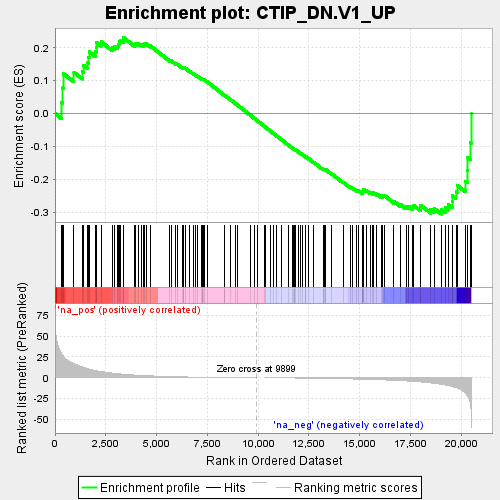 Enrichment plot: CTIP_DN.V1_UP
Enrichment score (ES)
0.2
0.1
0.0
-0.1
-0.2
-0.3
'na_pos' (positively correlated)
Ranked list metric (PreRanked)
75
50
25
0
-25
-50
Zero cross at 9899
'na_neg' (negatively correlated)
0
2,500
5,000
7,500
10,000
12,500
15,000
17,500
20,000
Rank in Ordered Dataset
Enrichment profile
Hits
Ranking metric scores